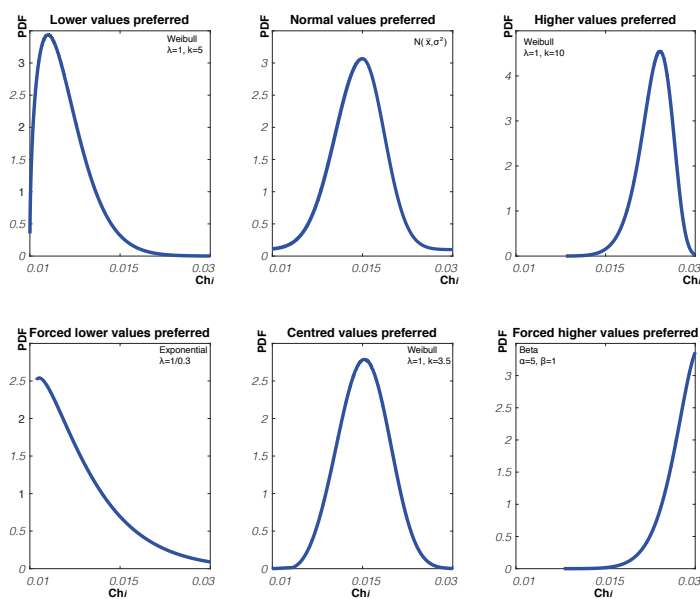 Lower values preferred
PDF
Weibull
λ=1, k=5
3
2.5
2
1.5
1
0.5
0
0.01
0.015
0.03
Chi
Normal values preferred
PDF
N( x̄,σ²)
3
2.5
2
1.5
1
0.5
0
0.01
0.015
0.03
Chi
Higher values preferred
PDF
Weibull
λ=1, k=10
4
3
2
1
0
0.015
0.03
Chi
Forced lower values preferred
PDF
Exponential
λ=1/0.3
2.5
2
1.5
1
0.5
0
0.01
0.015
0.03
Chi
Centred values preferred
PDF
Weibull
λ=1, k=3.5
2.5
2
1.5
1
0.5
0
0.01
0.015
0.03
Chi
Forced higher values preferred
PDF
Beta
α=5, β=1
3
2.5
2
1.5
1
0.5
0
0.01
0.015
0.03
Chi